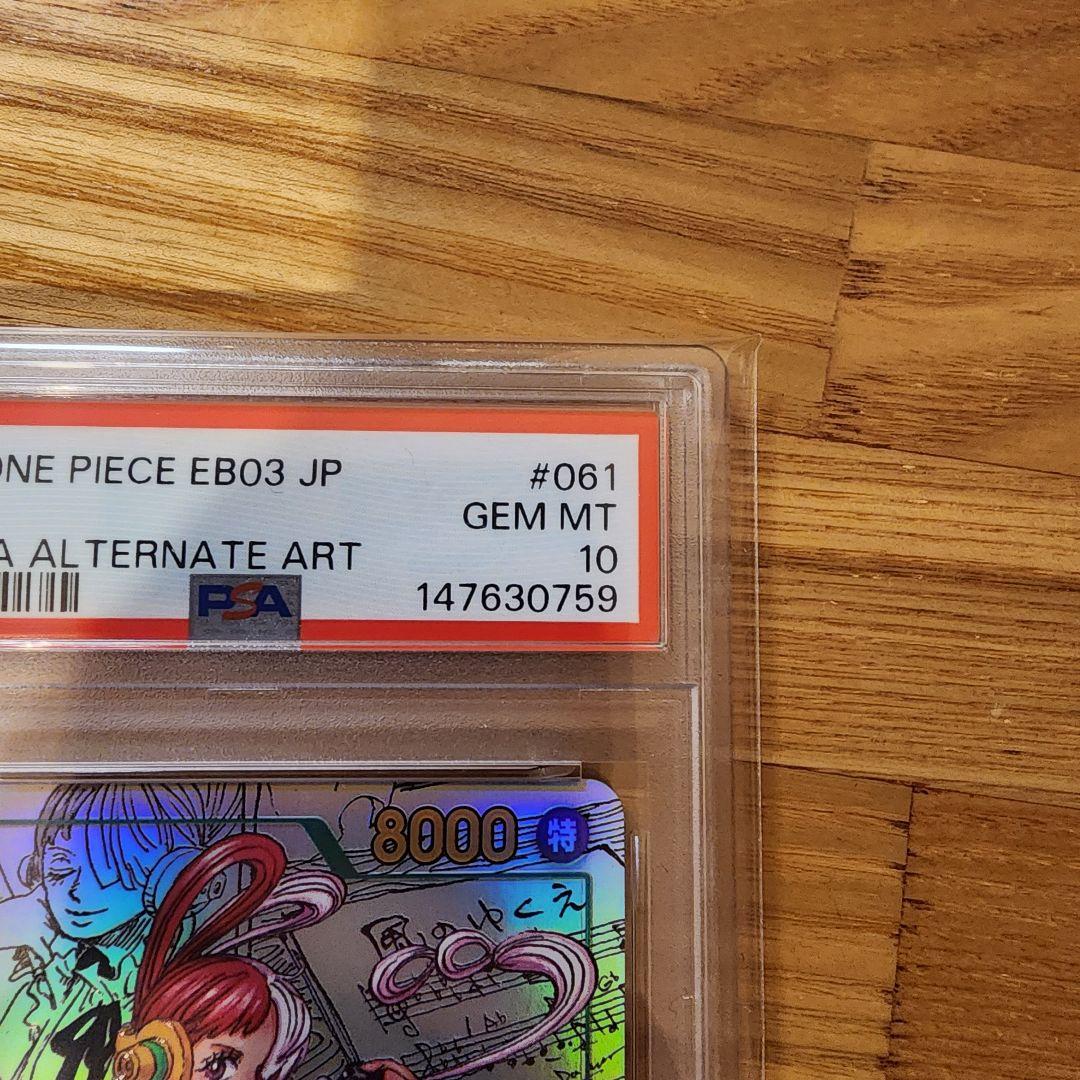 ONE PIECE EB03 JP #061
GEM MT
A ALTERNATE ART 10
PSA 147630759
8000 特
風のゆくえ
Ab